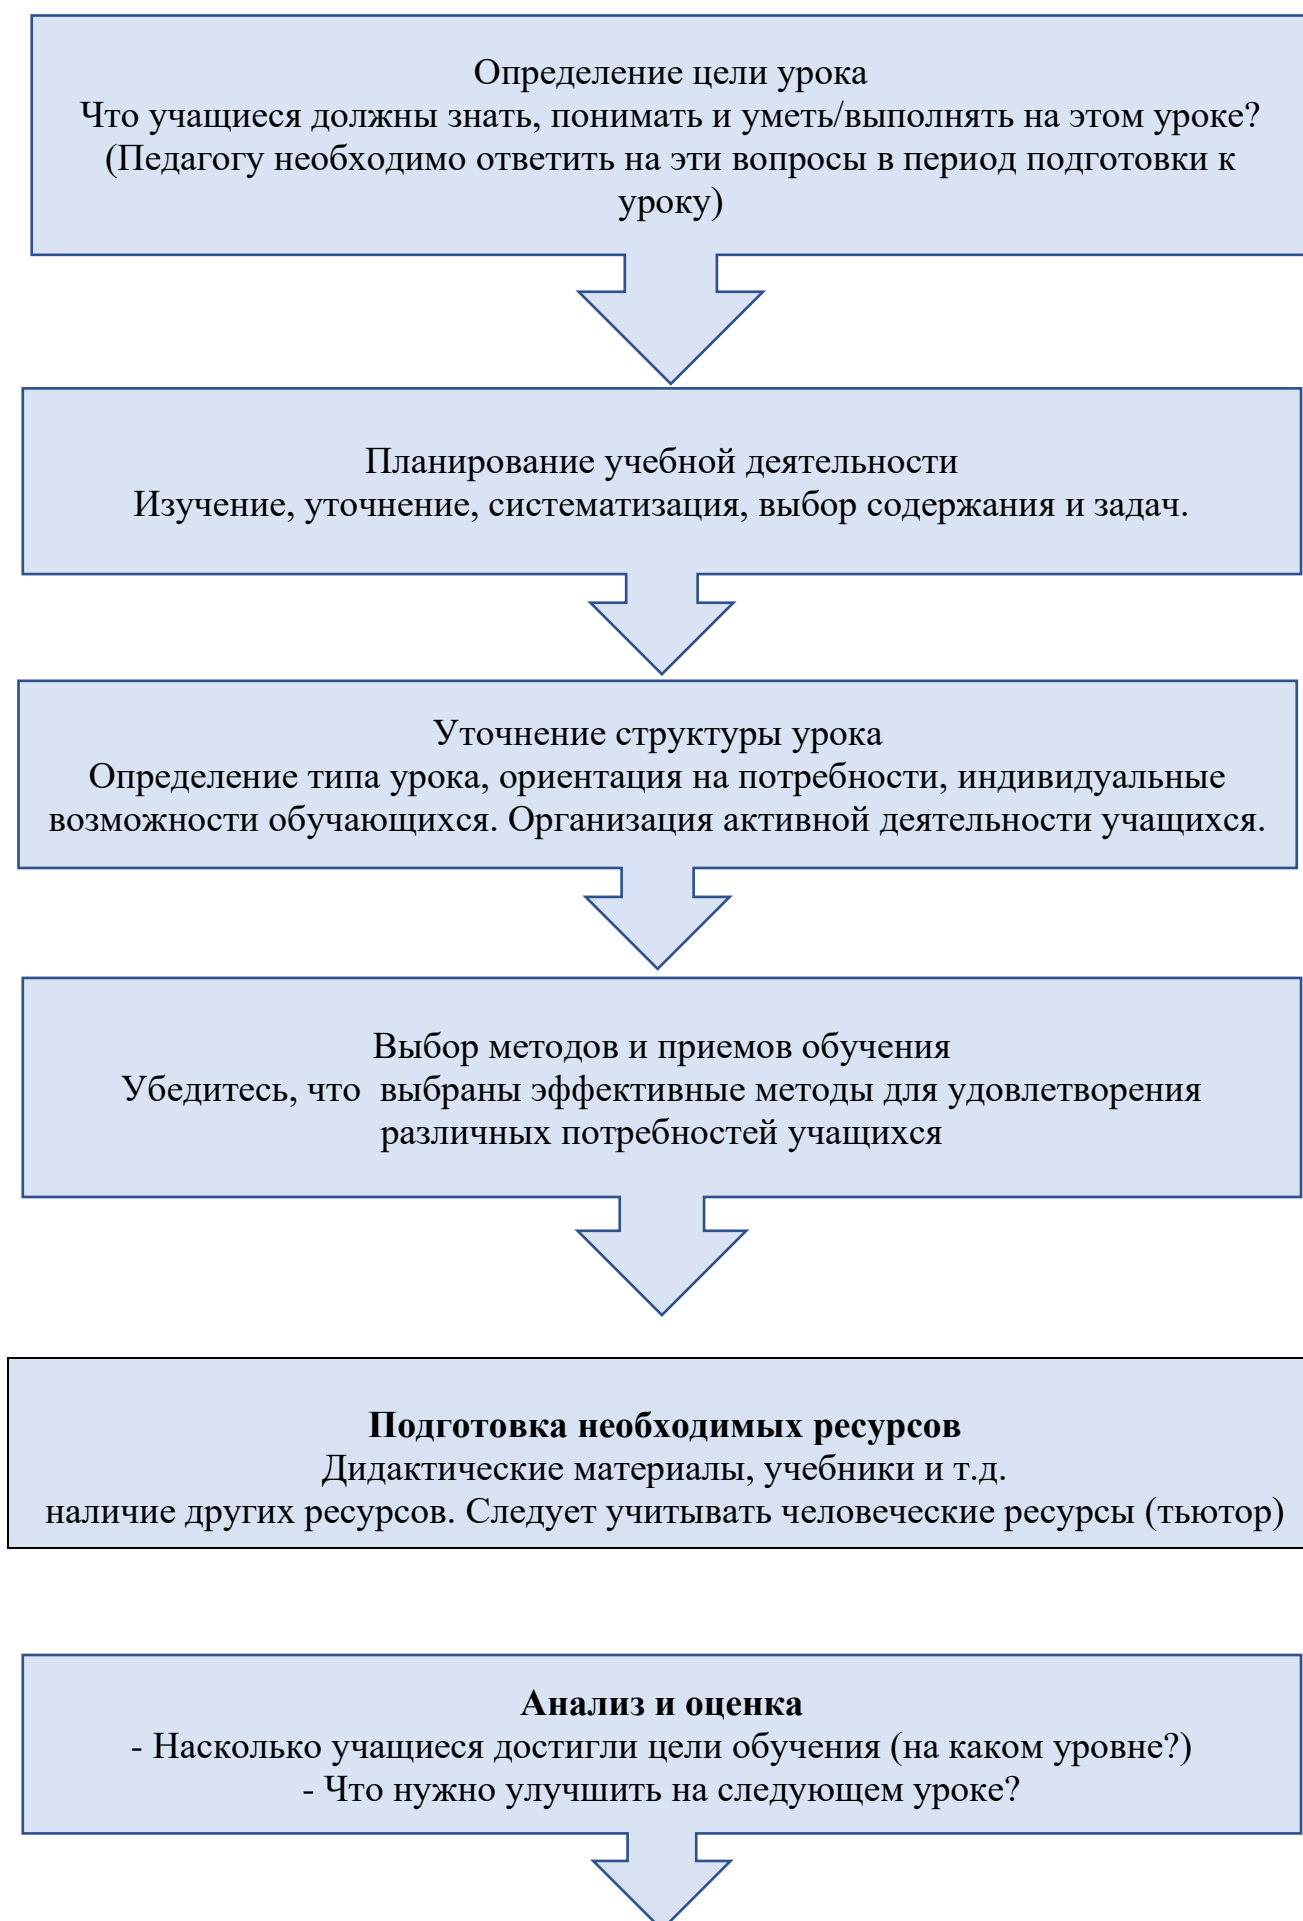 Определение цели урока
Что учащиеся должны знать, понимать и уметь/выполнять на этом уроке?
(Педагогу необходимо ответить на эти вопросы в период подготовки к
уроку)
Планирование учебной деятельности
Изучение, уточнение, систематизация, выбор содержания и задач.
Уточнение структуры урока
Определение типа урока, ориентация на потребности, индивидуальные
возможности обучающихся. Организация активной деятельности учащихся.
Выбор методов и приемов обучения
Убедитесь, что  выбраны эффективные методы для удовлетворения
различных потребностей учащихся
Подготовка необходимых ресурсов
Дидактические материалы, учебники и т.д.
наличие других ресурсов. Следует учитывать человеческие ресурсы (тьютор)
Анализ и оценка
- Насколько учащиеся достигли цели обучения (на каком уровне?)
- Что нужно улучшить на следующем уроке?